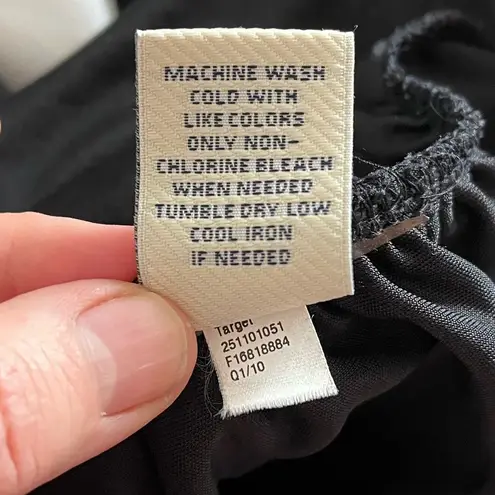 MACHINE WASH
COLD WITH
LIKE COLORS
ONLY NON-
CHLORINE BLEACH
WHEN NEEDED
TUMBLE DRY LOW
COOL IRON
IF NEEDED
Target
251101051
F16818884
Q1/10